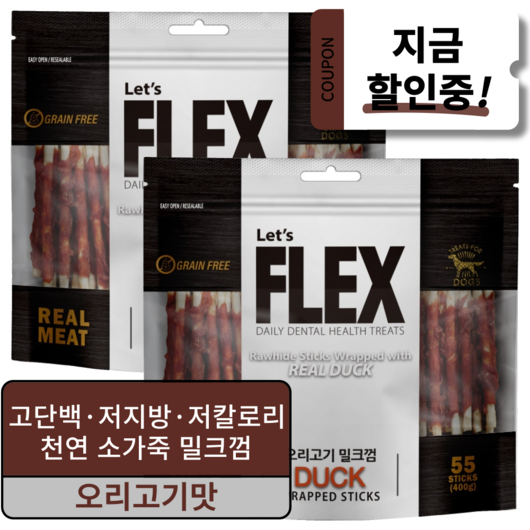 COUPON
지금
할인중!
EASY OPEN / RESEALABLE
Let's
FLEX
GRAIN FREE
DOGS
REAL
MEAT
EASY OPEN / RESEALABLE
Let's
FLEX
DAILY DENTAL HEALTH TREATS
Rawhide Sticks Wrapped with
REAL DUCK
GRAIN FREE
TREATS FOR
DOGS
오리고기 밀크껌
DUCK
WRAPPED STICKS
55
STICKS
(400g)
고단백·저지방·저칼로리
천연 소가죽 밀크껌
오리고기맛